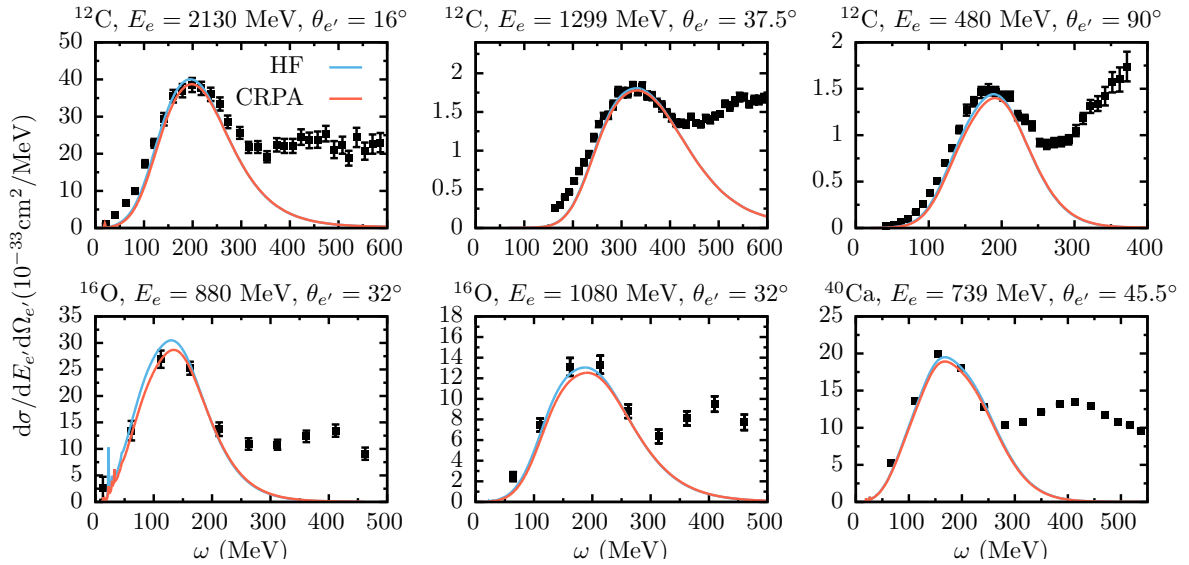 ¹²C, Eₑ = 2130 MeV, θₑ′ = 16°
50
40
30
20
10
0
0 100 200 300 400 500 600
HF
CRPA
¹²C, Eₑ = 1299 MeV, θₑ′ = 37.5°
2
1.5
1
0.5
0
0 100 200 300 400 500 600
¹²C, Eₑ = 480 MeV, θₑ′ = 90°
2
1.5
1
0.5
0
0 100 200 300 400
dσ/dEₑ′dΩₑ′(10⁻³³cm²/MeV)
¹⁶O, Eₑ = 880 MeV, θₑ′ = 32°
35
30
25
20
15
10
5
0
0 100 200 300 400 500
ω (MeV)
¹⁶O, Eₑ = 1080 MeV, θₑ′ = 32°
18
16
14
12
10
8
6
4
2
0
0 100 200 300 400 500
ω (MeV)
⁴⁰Ca, Eₑ = 739 MeV, θₑ′ = 45.5°
25
20
15
10
5
0
0 100 200 300 400 500
ω (MeV)